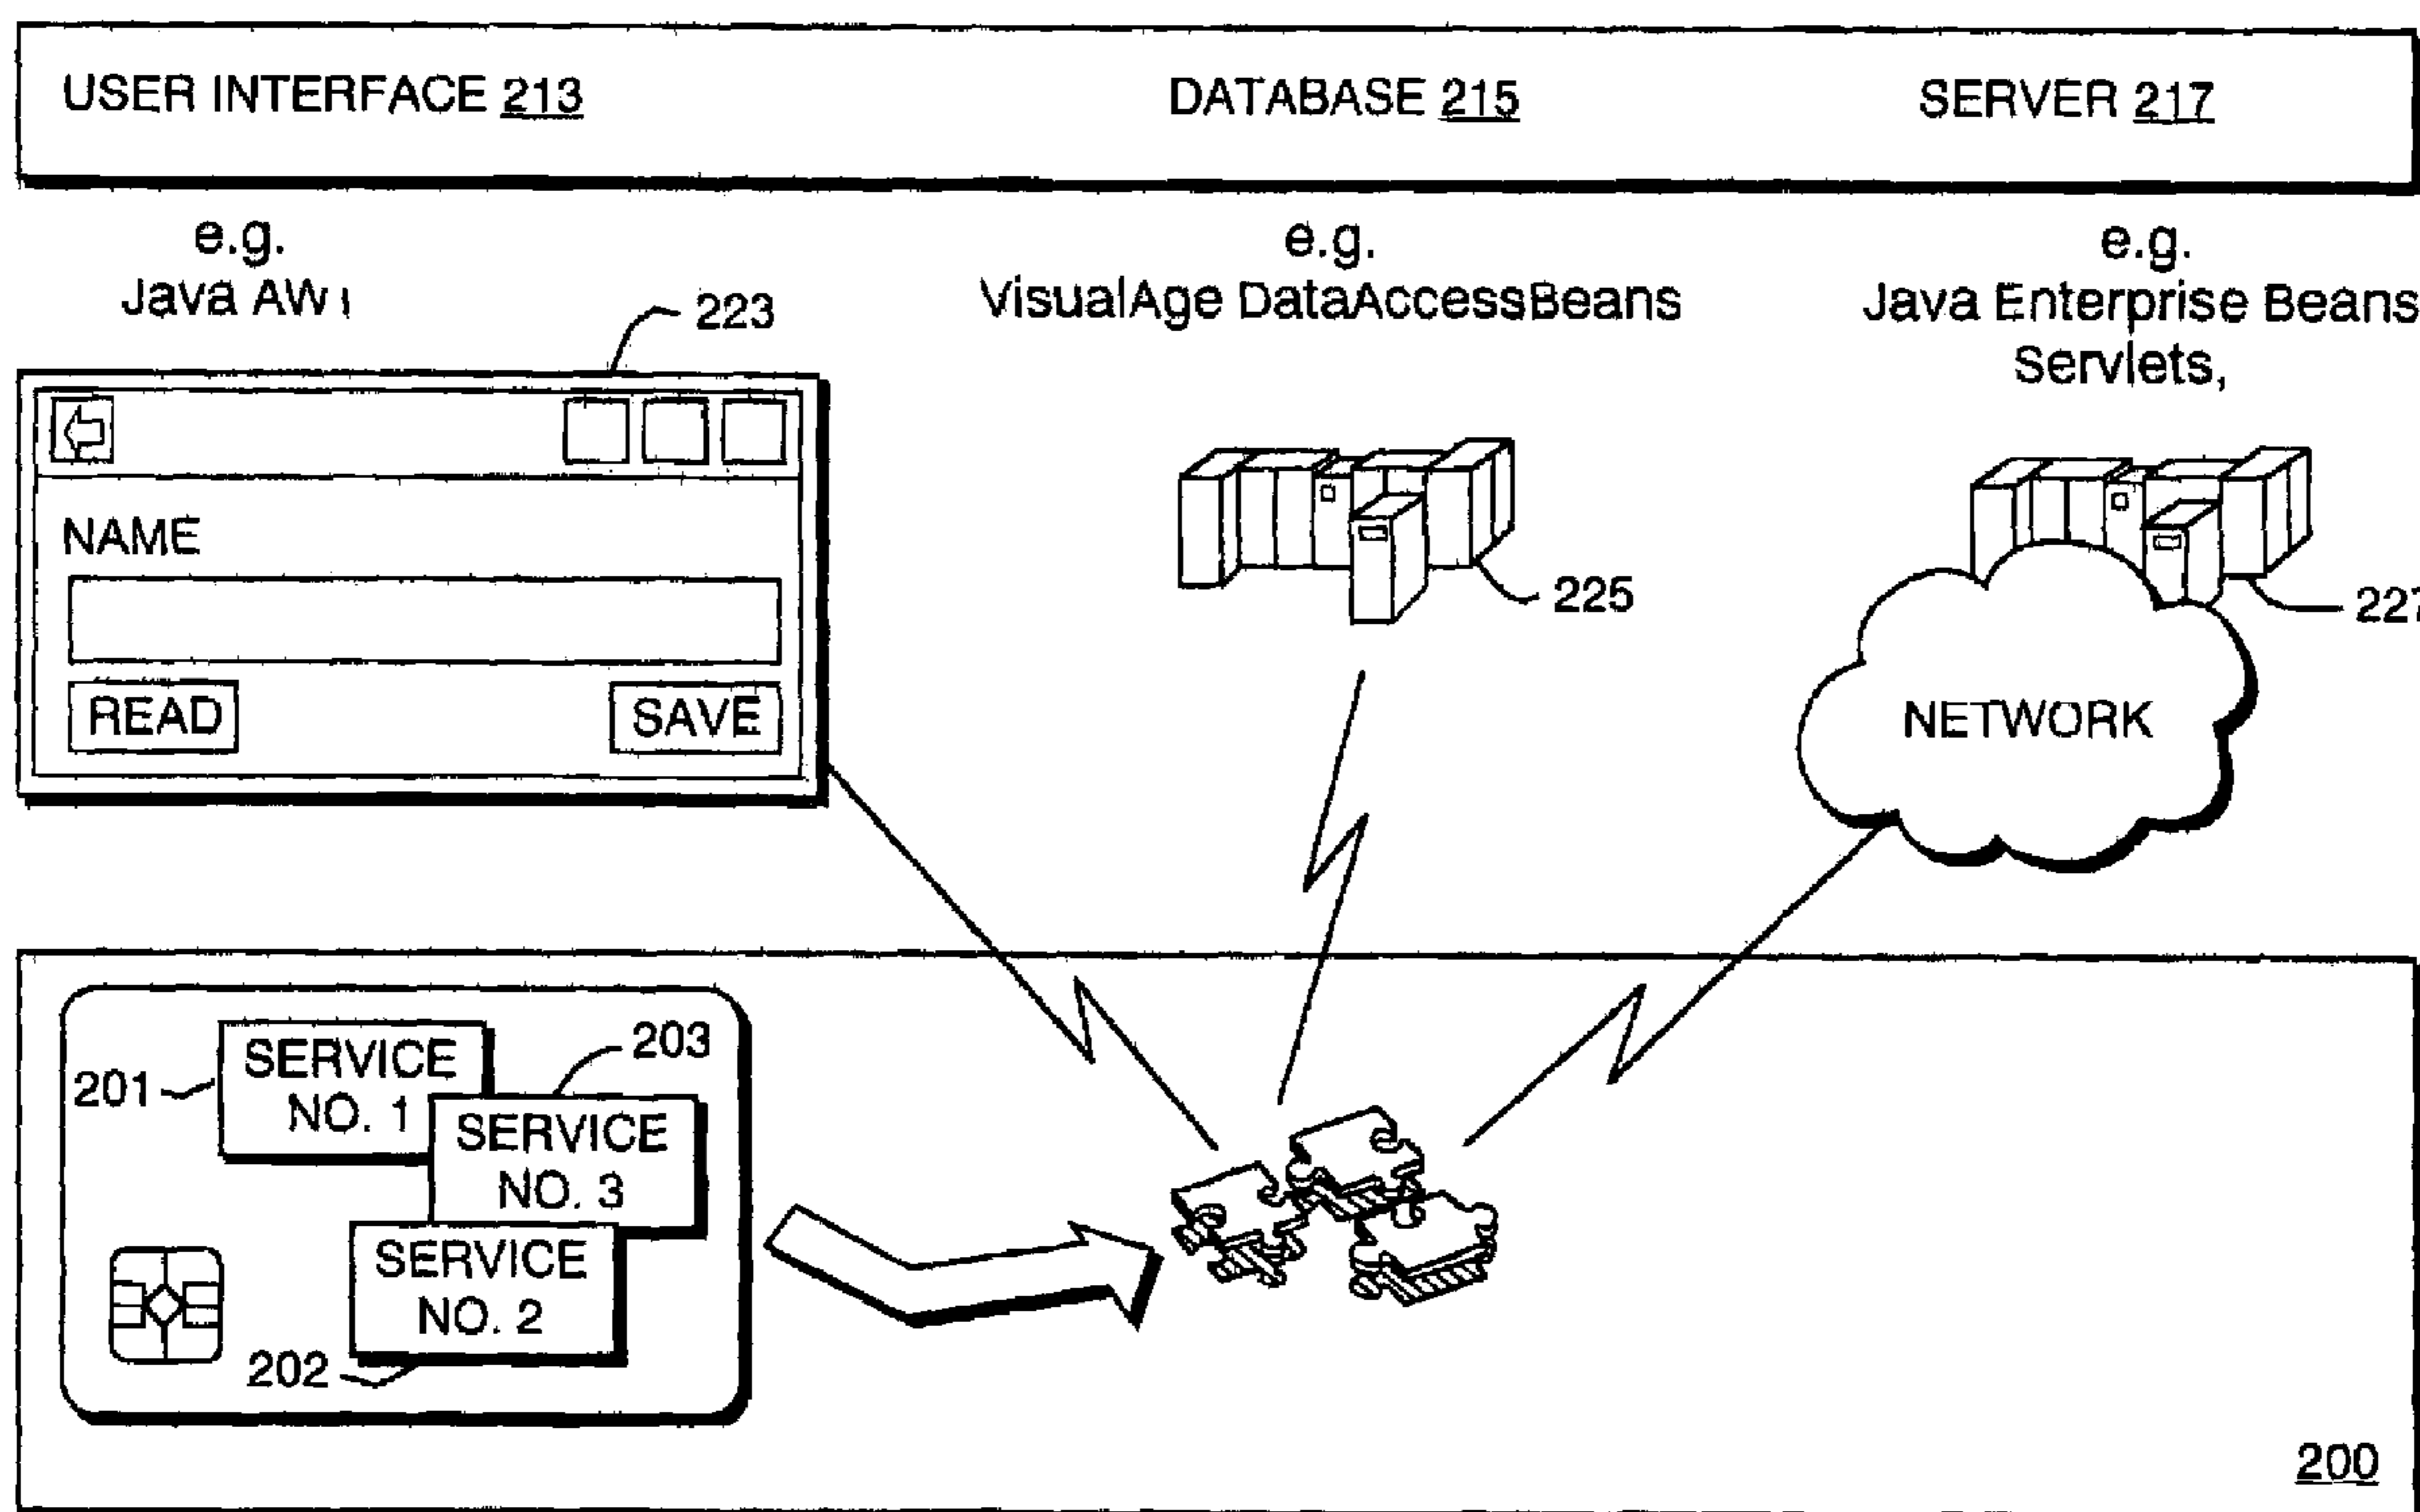 USER INTERFACE 213 DATABASE 215 SERVER 217
e.g. e.g. e.g.
Java VisualAge DataAccessBeans Java Enterprise Beans
Servlets,
223
NAME
225
READ SAVE
NETWORK
SERVICE NO. 1
201
203
SERVICE NO. 3
SERVICE NO. 2
202
200